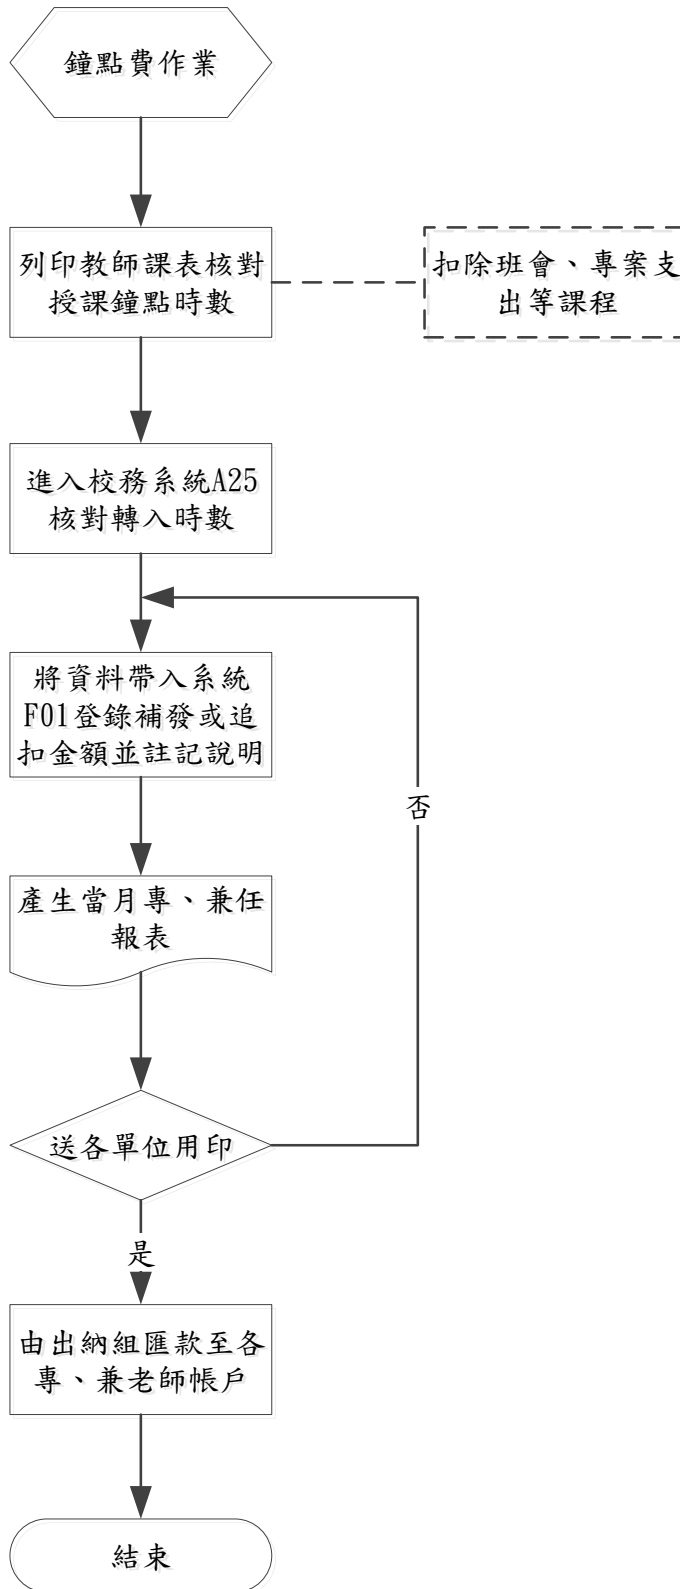 鐘點費作業
列印教師課表核對
授課鐘點時數
扣除班會、專案支
出等課程
進入校務系統A25
核對轉入時數
將資料帶入系統
F01登錄補發或追
扣金額並註記說明
否
產生當月專、兼任
報表
送各單位用印
是
由出納組匯款至各
專、兼老師帳戶
結束